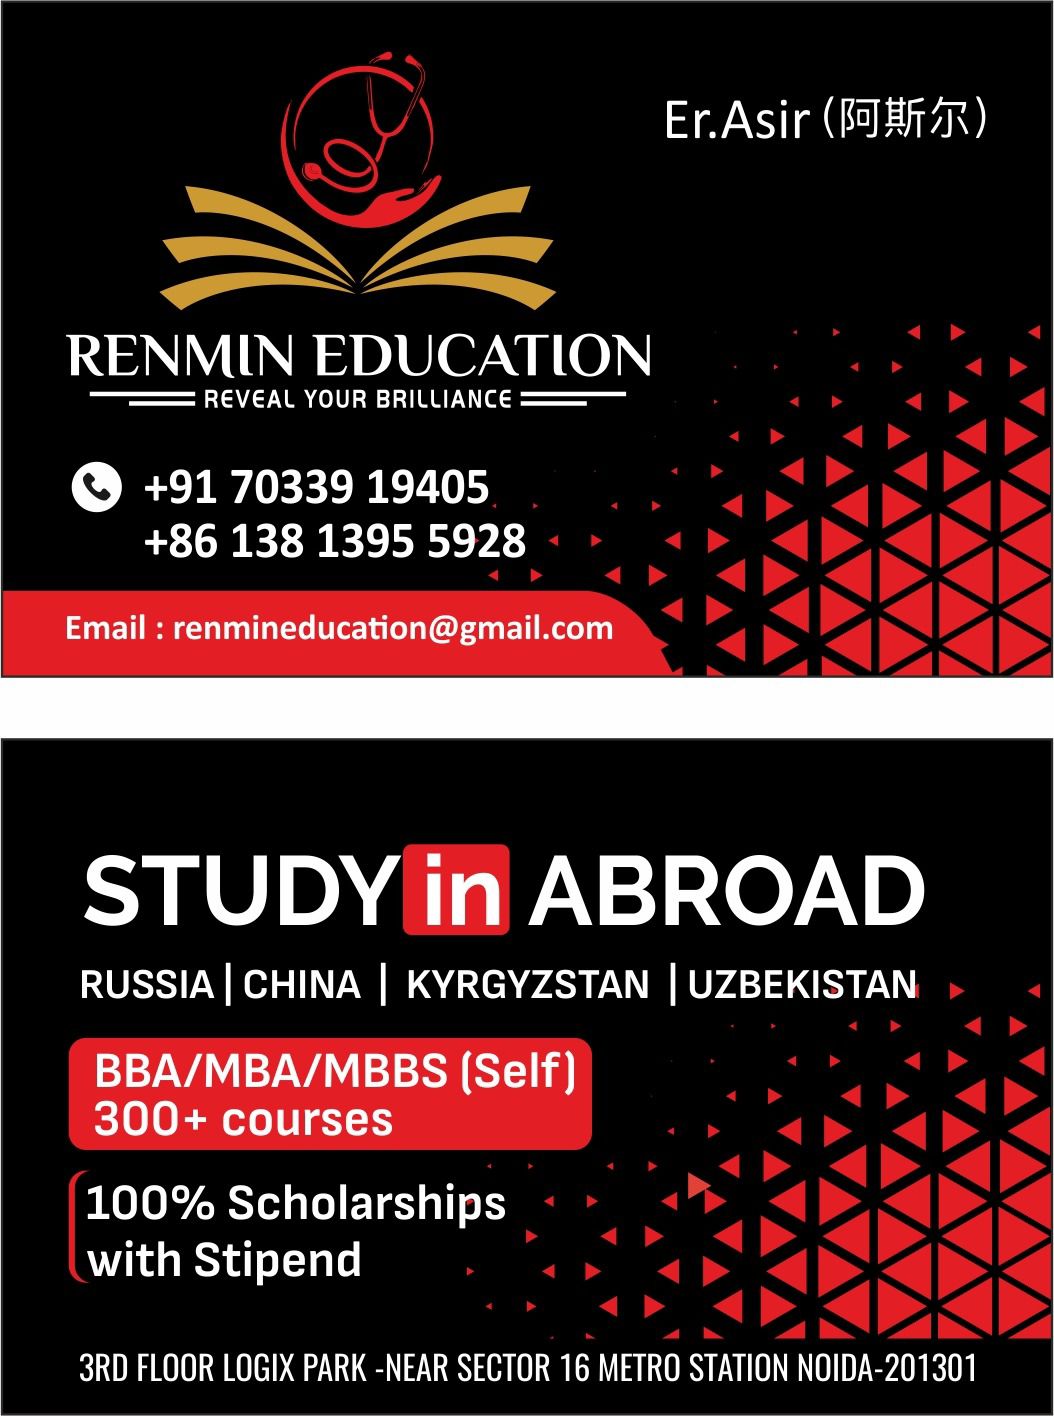 Er.Asir (阿斯尔)
RENMIN EDUCATION
REVEAL YOUR BRILLIANCE
+91 70339 19405
+86 138 1395 5928
Email : renmineducation@gmail.com
STUDY in ABROAD
RUSSIA | CHINA | KYRGYZSTAN | UZBEKISTAN
BBA/MBA/MBBS (Self)
300+ courses
100% Scholarships
with Stipend
3RD FLOOR LOGIX PARK -NEAR SECTOR 16 METRO STATION NOIDA-201301